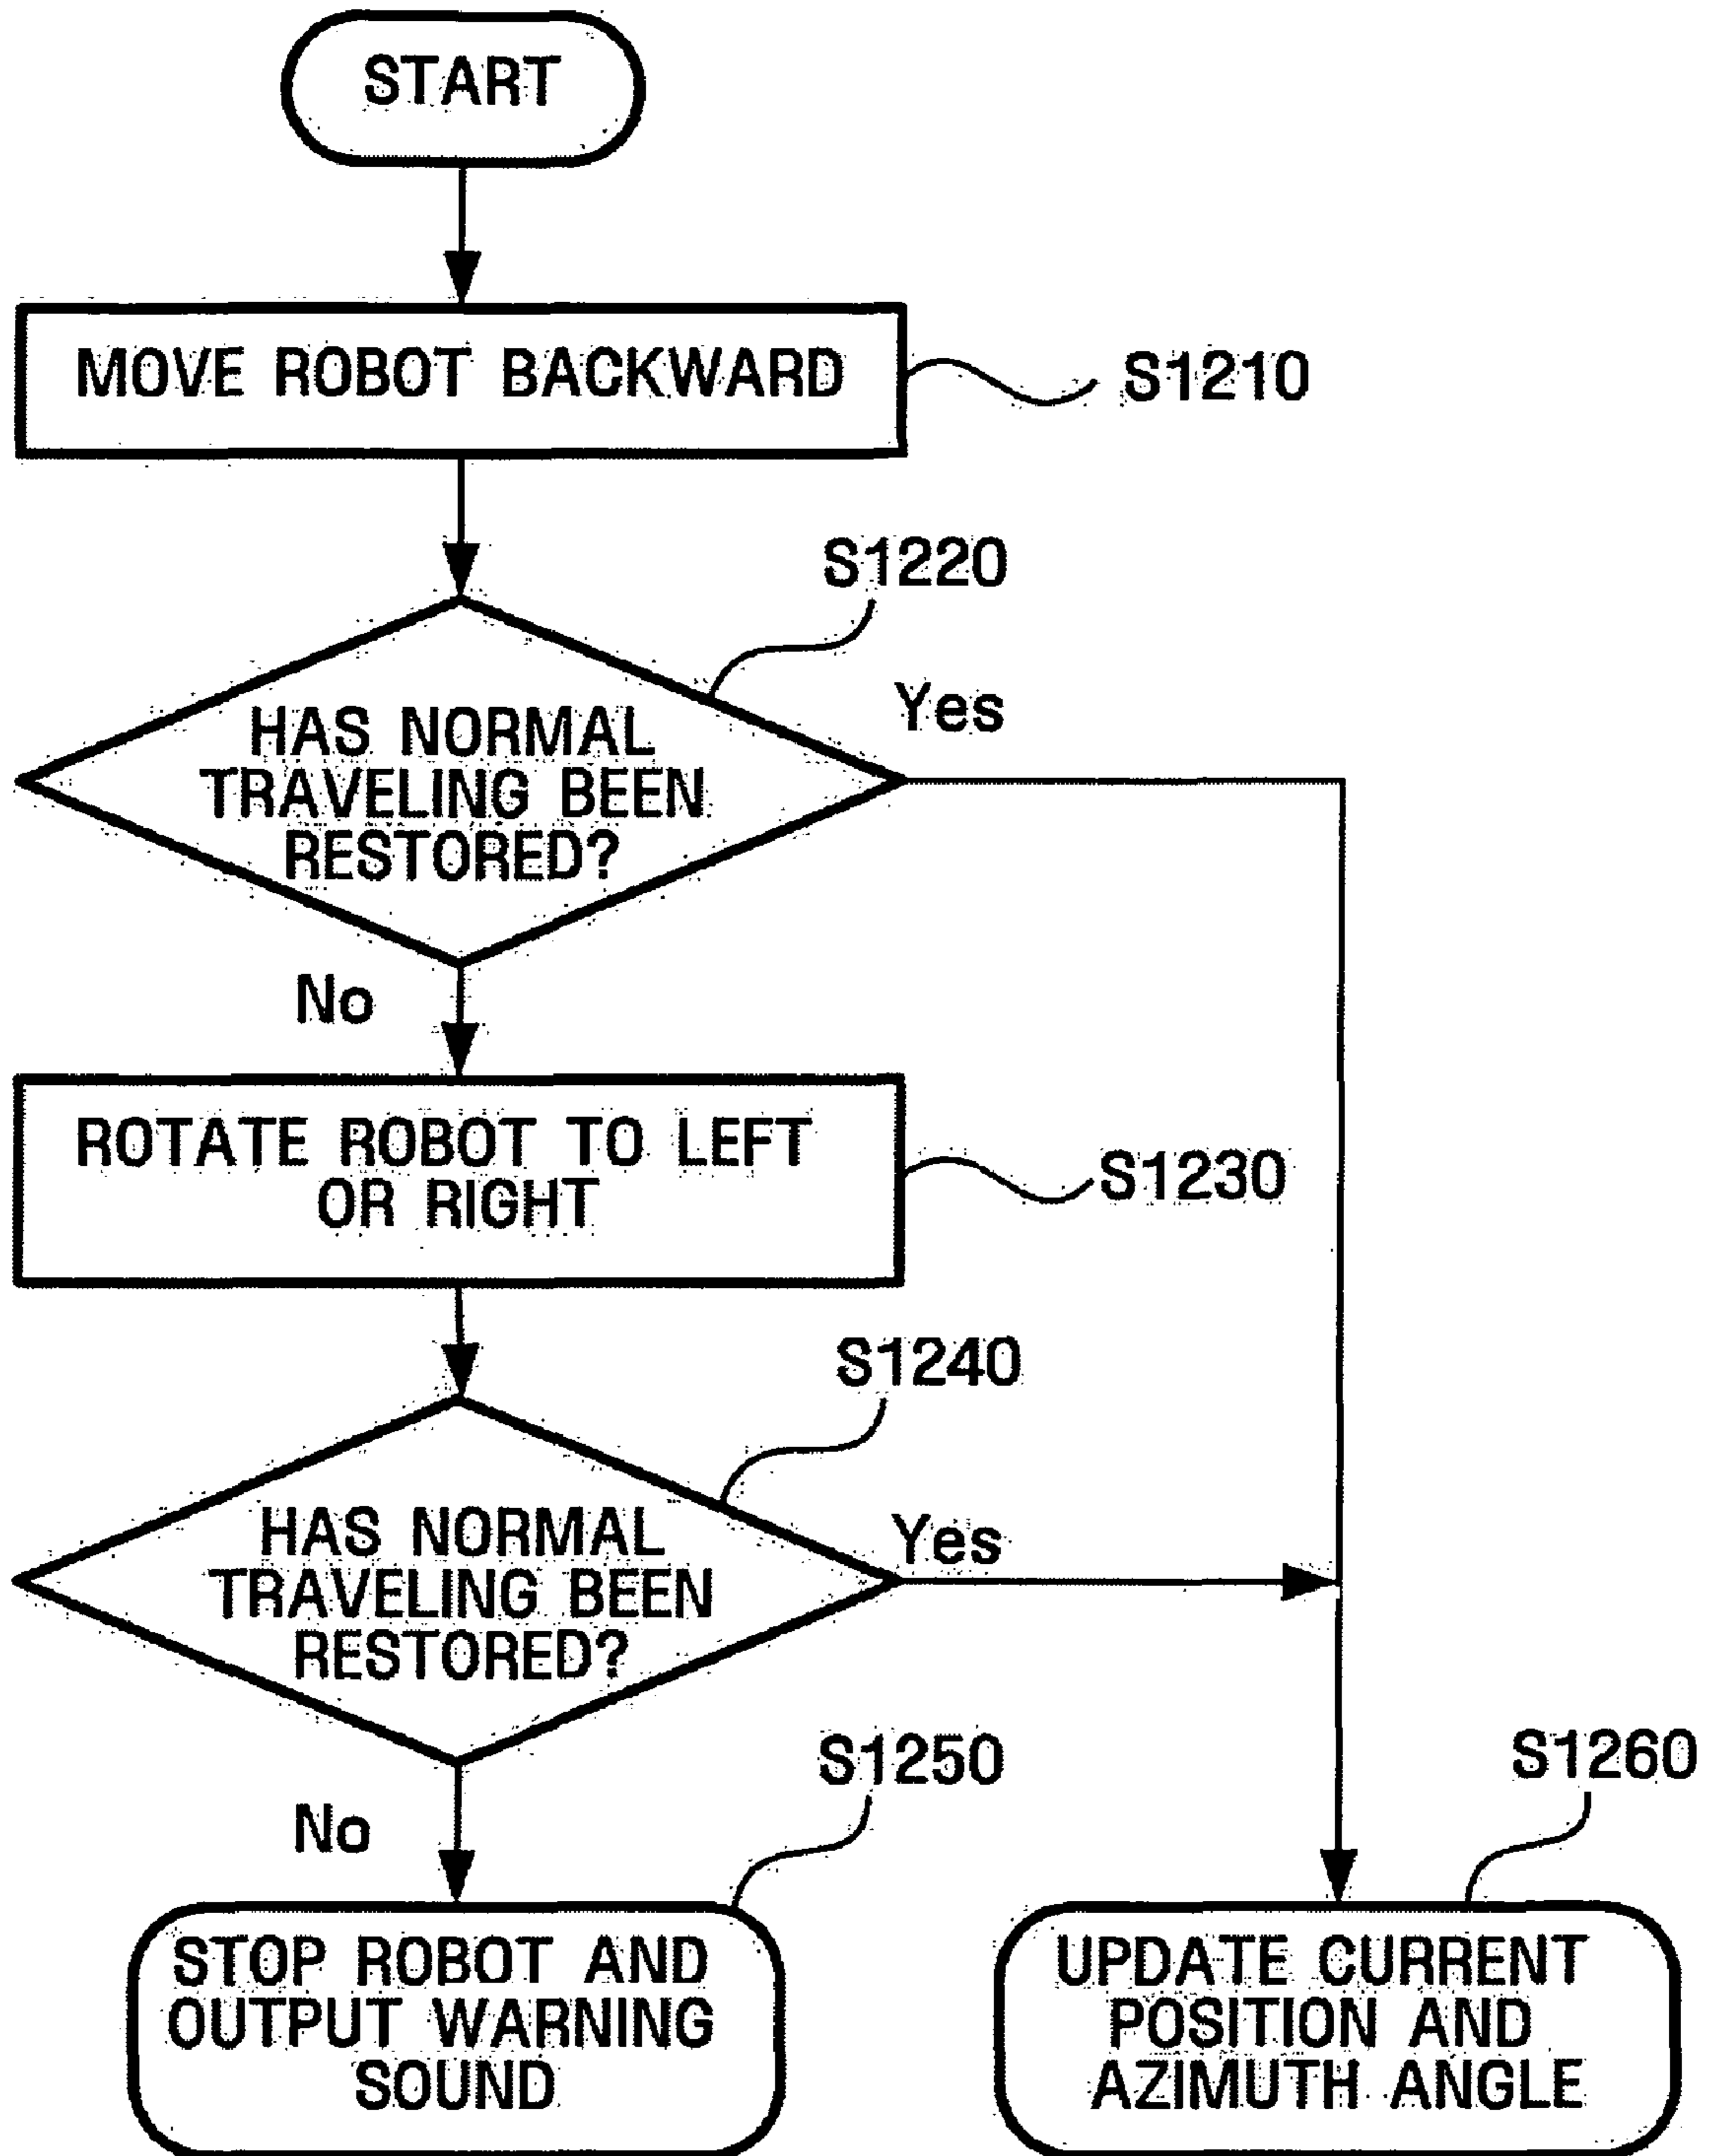 START
MOVE ROBOT BACKWARD
S1210
S1220
HAS NORMAL
TRAVELING BEEN
RESTORED?
Yes
No
ROTATE ROBOT TO LEFT
OR RIGHT
S1230
S1240
HAS NORMAL
TRAVELING BEEN
RESTORED?
Yes
No
S1250
STOP ROBOT AND
OUTPUT WARNING
SOUND
S1260
UPDATE CURRENT
POSITION AND
AZIMUTH ANGLE